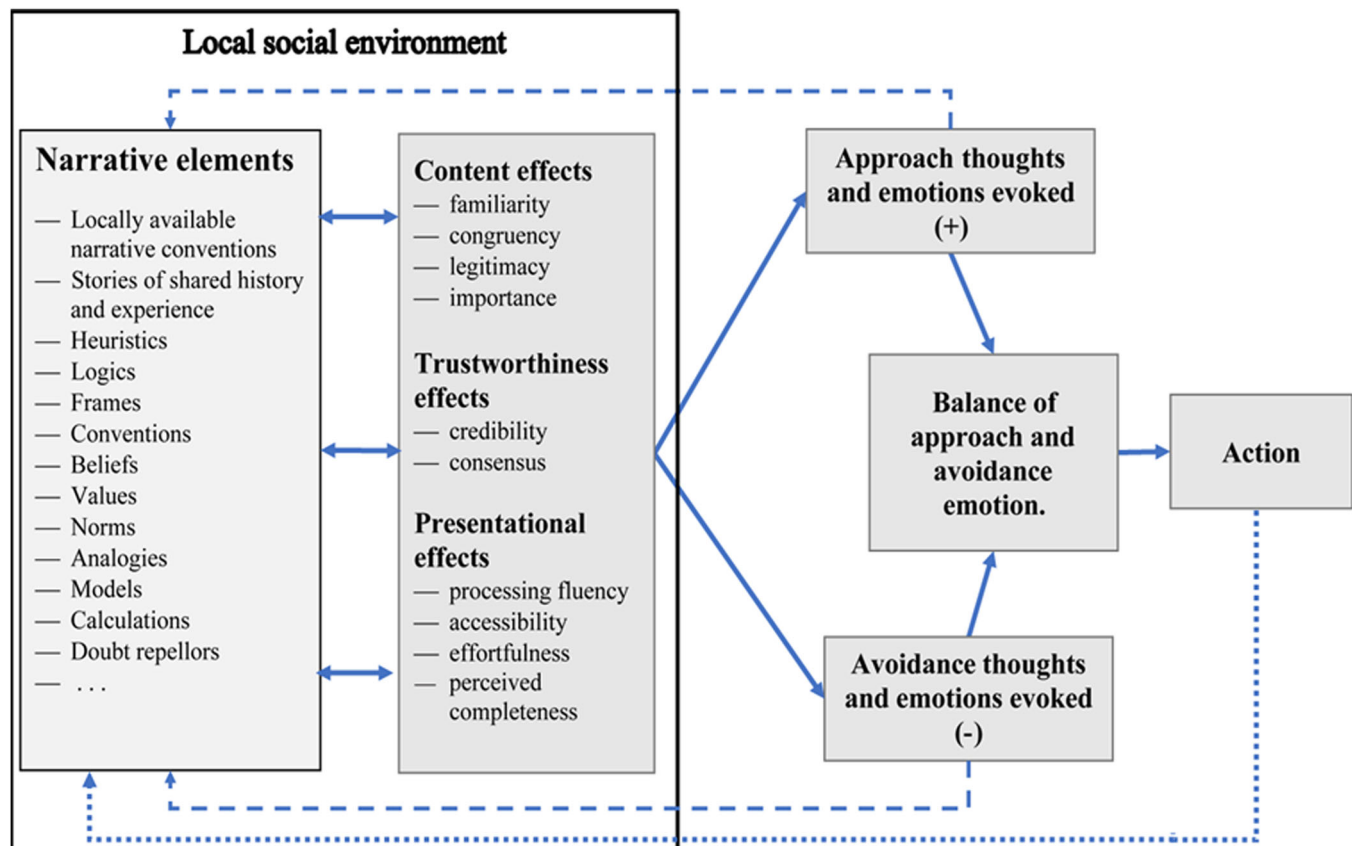 Local social environment
Narrative elements
— Locally available
narrative conventions
— Stories of shared history
and experience
— Heuristics
— Logics
— Frames
— Conventions
— Beliefs
— Values
— Norms
— Analogies
— Models
— Calculations
— Doubt repellors
— . . .
Content effects
— familiarity
— congruency
— legitimacy
— importance
Trustworthiness
effects
— credibility
— consensus
Presentational
effects
— processing fluency
— accessibility
— effortfulness
— perceived
completeness
Approach thoughts
and emotions evoked
(+)
Balance of
approach and
avoidance
emotion.
Action
Avoidance thoughts
and emotions evoked
(-)